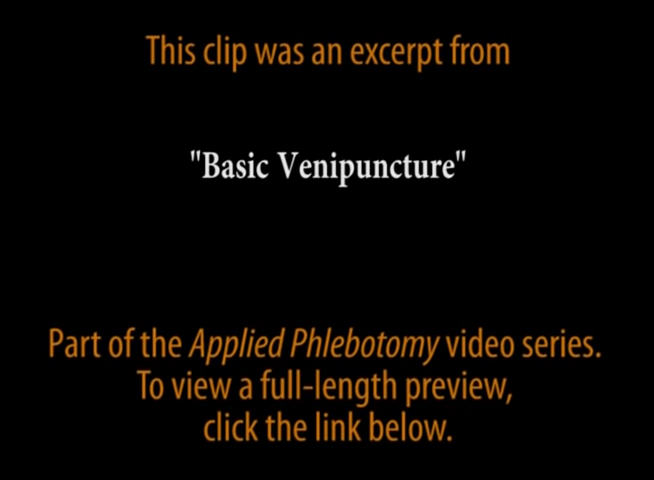 This clip was an excerpt from
"Basic Venipuncture"
Part of the Applied Phlebotomy video series.
To view a full-length preview,
click the link below.